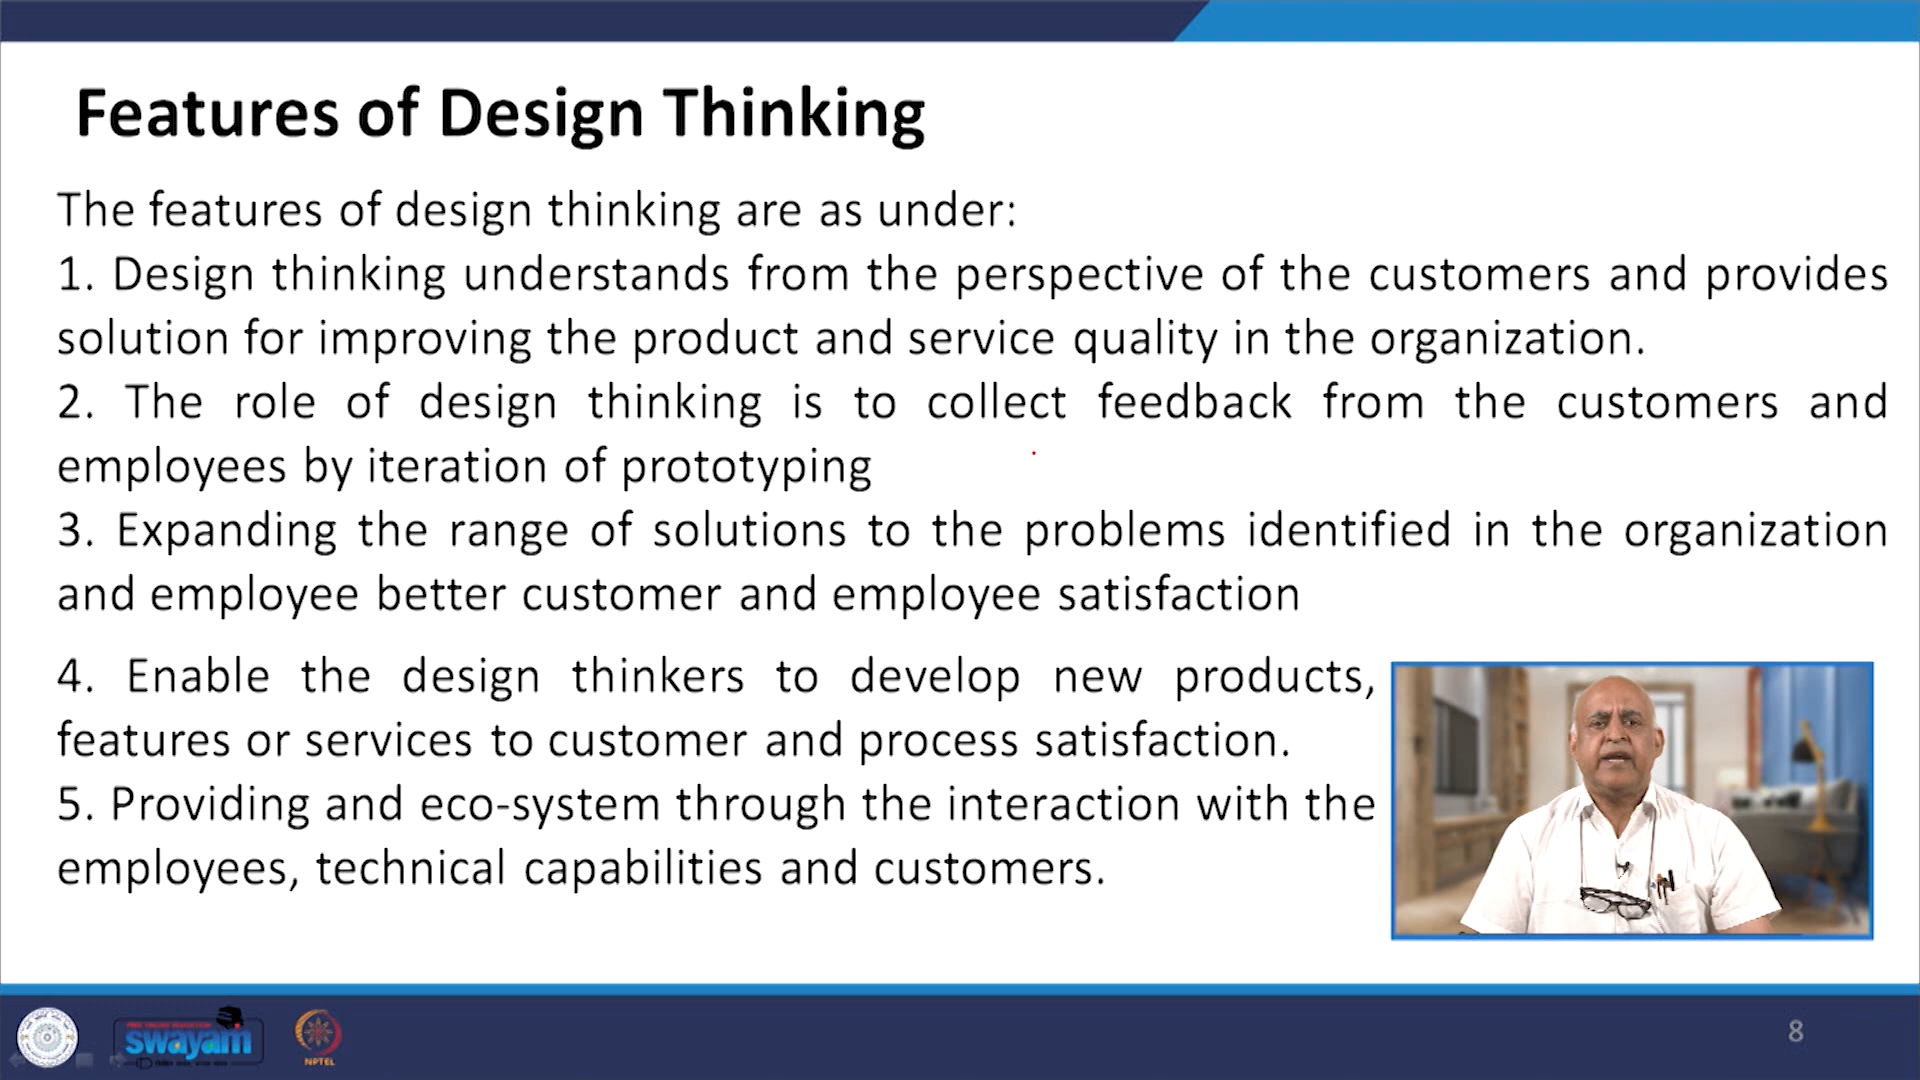 Features of Design Thinking
The features of design thinking are as under:
1. Design thinking understands from the perspective of the customers and provides
solution for improving the product and service quality in the organization.
2. The role of design thinking is to collect feedback from the customers and
employees by iteration of prototyping
3. Expanding the range of solutions to the problems identified in the organization
and employee better customer and employee satisfaction
4. Enable the design thinkers to develop new products,
features or services to customer and process satisfaction.
5. Providing and eco-system through the interaction with the
employees, technical capabilities and customers.
swayam
NPTEL
8